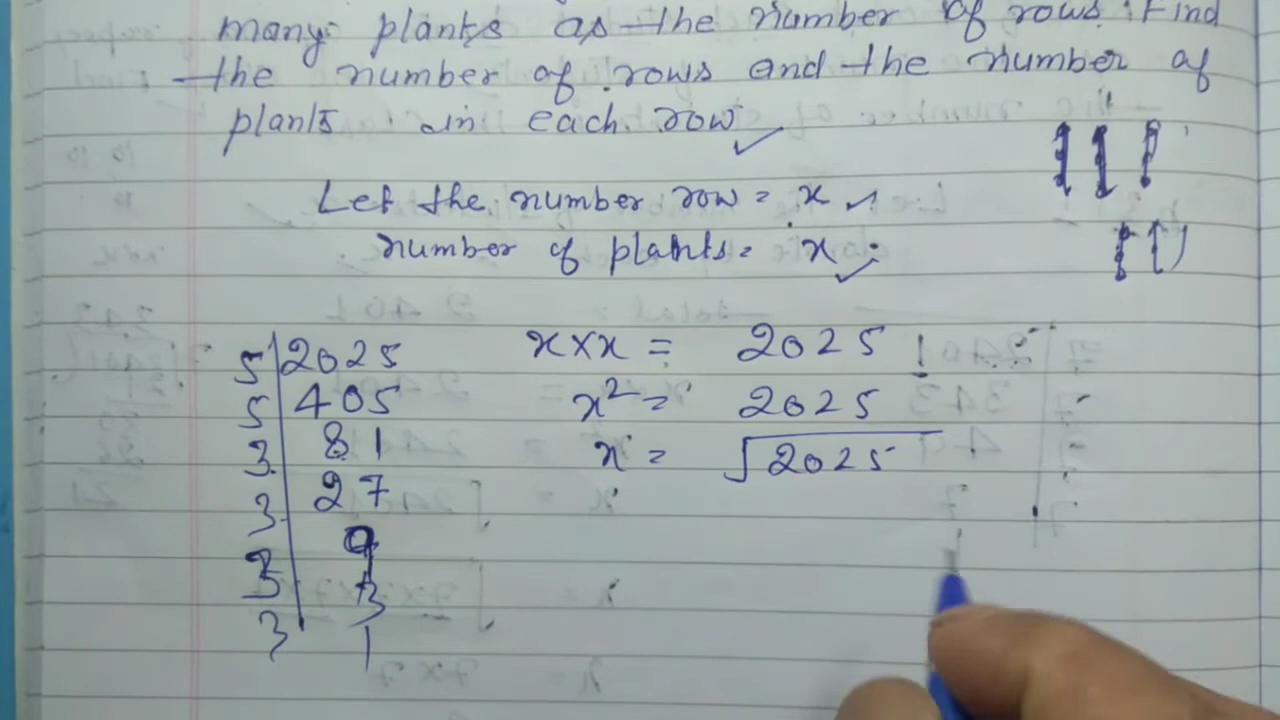 many plants as the number of rows. Find
the number of rows and the number of
plants in each row
Let the number row = x
number of plants = x
5 2025
5 405
3 81
3 27
3 9
3 3
1
x×x = 2025
x² = 2025
x = √2025